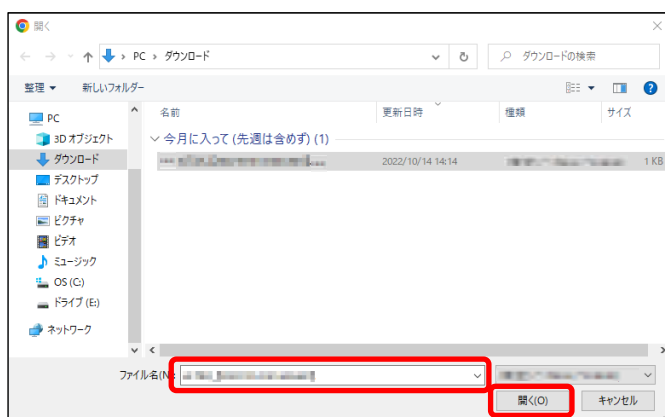 開く
PC › ダウンロード
ダウンロードの検索
整理 新しいフォルダー
名前 更新日時 種類 サイズ
PC
3D オブジェクト
ダウンロード
デスクトップ
ドキュメント
ピクチャ
ビデオ
ミュージック
OS (C:)
ドライブ (E:)
ネットワーク
今月に入って (先週は含めず) (1)
2022/10/14 14:14 1 KB
ファイル名(N):
開く(O) キャンセル